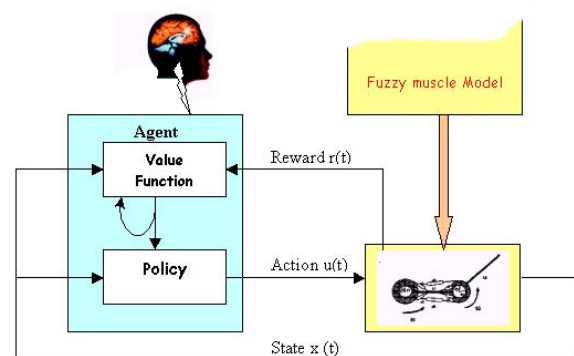 Fuzzy muscle Model
Agent
Value
Function
Reward r(t)
Policy
Action u(t)
State x (t)